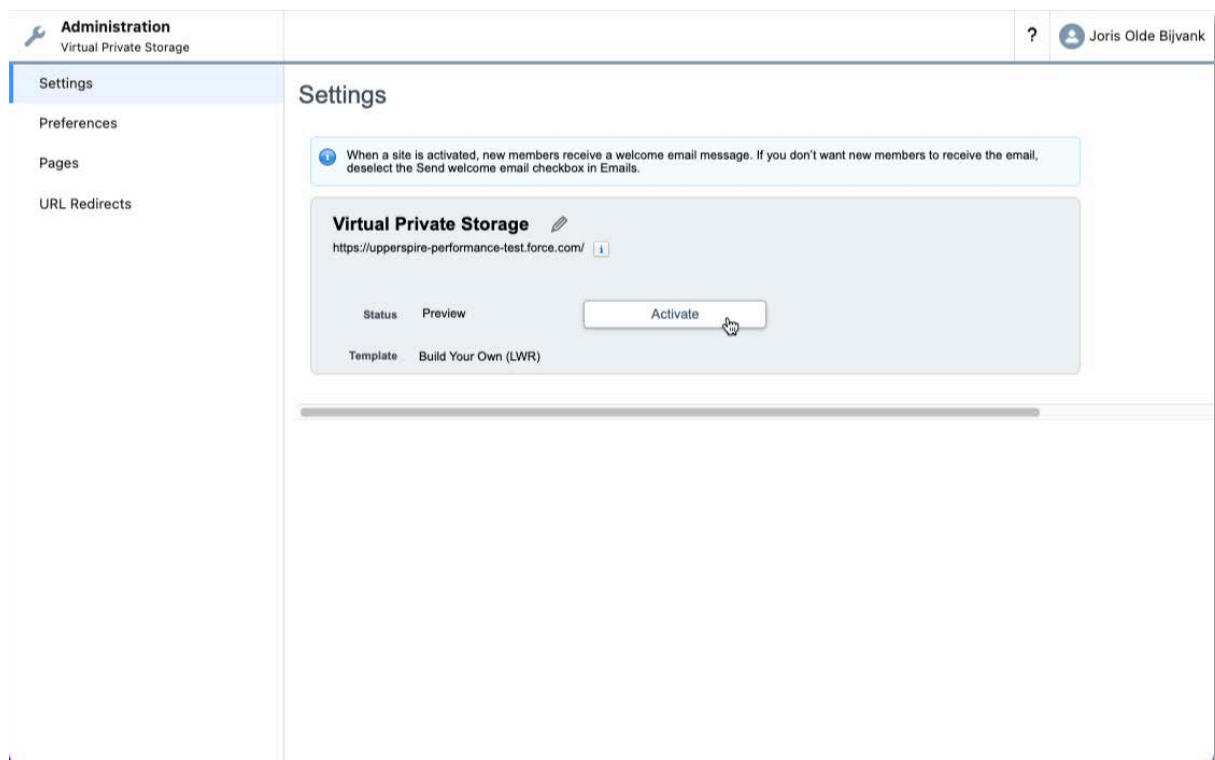 Administration
Virtual Private Storage
?
Joris Olde Bijvank
Settings
Preferences
Pages
URL Redirects
Settings
When a site is activated, new members receive a welcome email message. If you don't want new members to receive the email,
deselect the Send welcome email checkbox in Emails.
Virtual Private Storage
https://upperspire-performance-test.force.com/
i
Status Preview
Activate
Template Build Your Own (LWR)